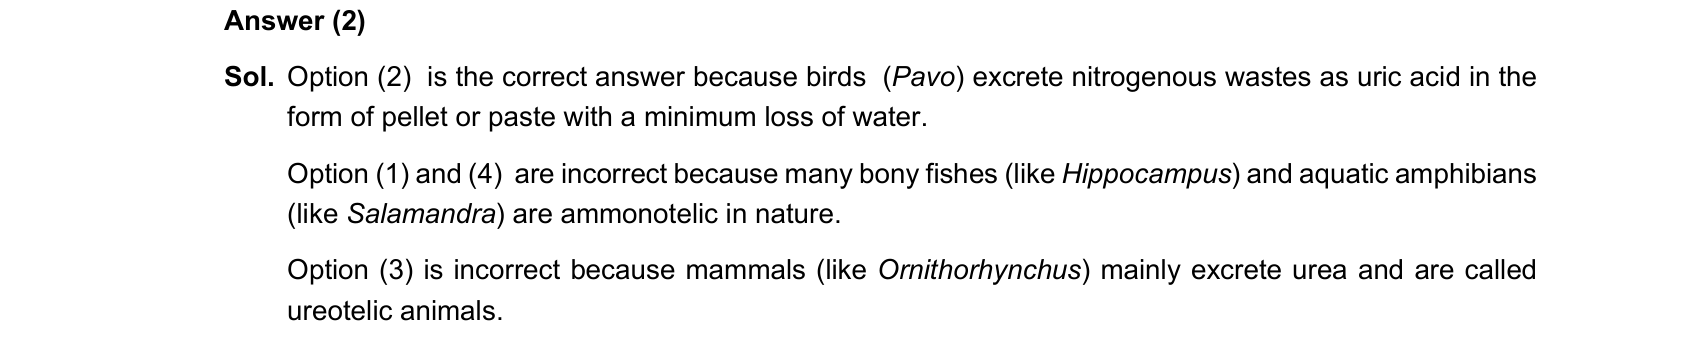 Answer (2)
Sol. Option (2) is the correct answer because birds (Pavo) excrete nitrogenous wastes as uric acid in the
form of pellet or paste with a minimum loss of water.
Option (1) and (4) are incorrect because many bony fishes (like Hippocampus) and aquatic amphibians
(like Salamandra) are ammonotelic in nature.
Option (3) is incorrect because mammals (like Ornithorhynchus) mainly excrete urea and are called
ureotelic animals.